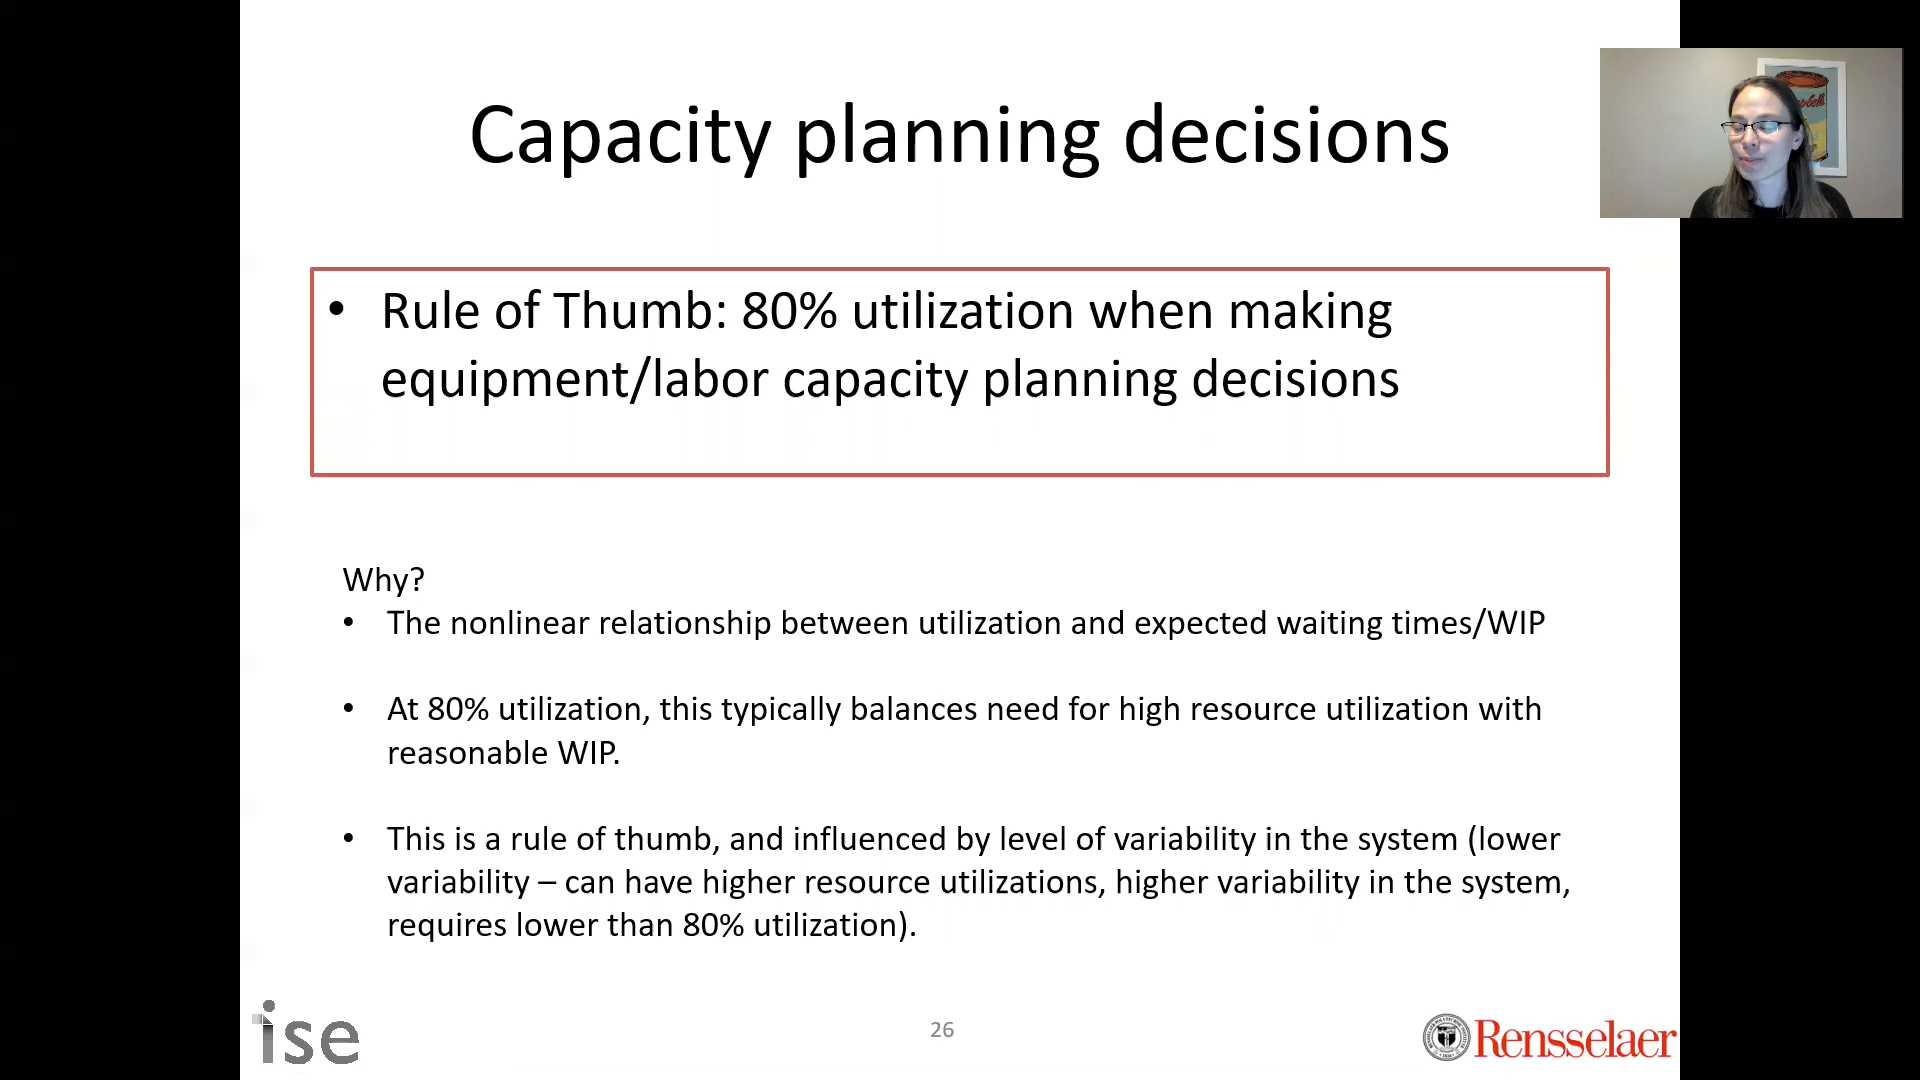 Capacity planning decisions
• Rule of Thumb: 80% utilization when making
equipment/labor capacity planning decisions
Why?
• The nonlinear relationship between utilization and expected waiting times/WIP
• At 80% utilization, this typically balances need for high resource utilization with
reasonable WIP.
• This is a rule of thumb, and influenced by level of variability in the system (lower
variability – can have higher resource utilizations, higher variability in the system,
requires lower than 80% utilization).
ise
26
Rensselaer